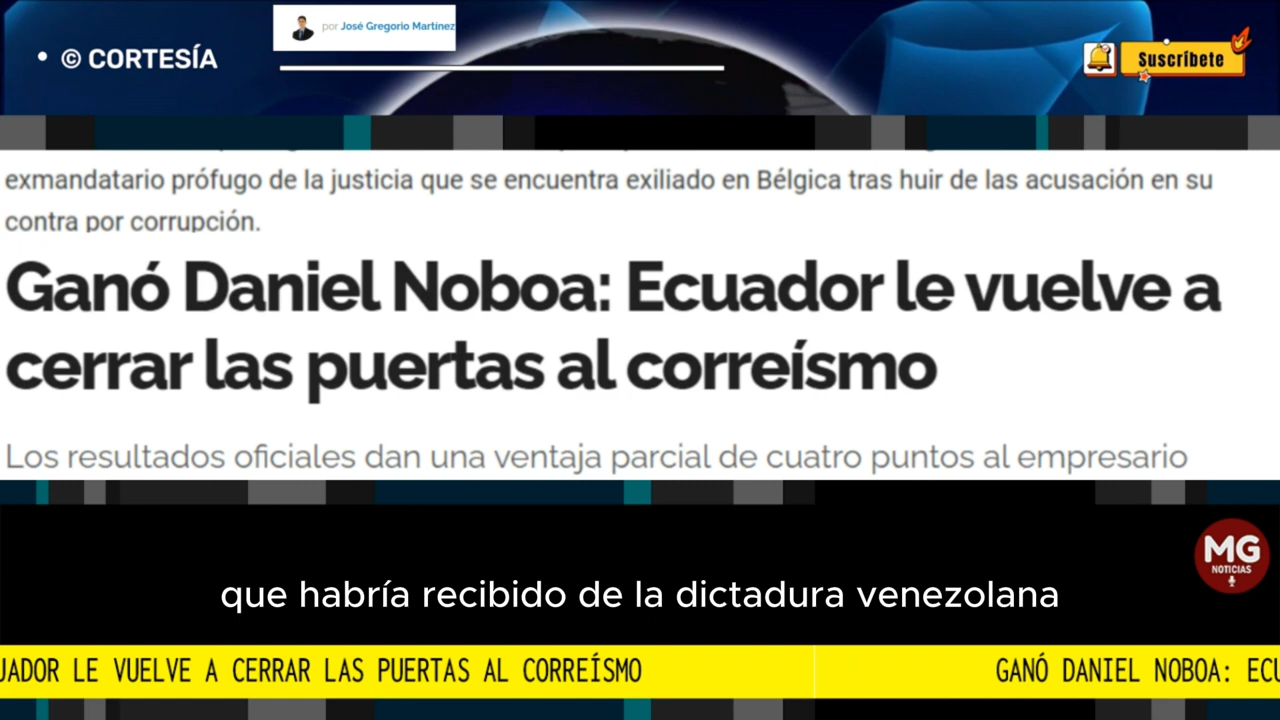 • © CORTESÍA
por José Gregorio Martínez
Suscríbete
exmandatario prófugo de la justicia que se encuentra exiliado en Bélgica tras huir de las acusación en su
contra por corrupción.
Ganó Daniel Noboa: Ecuador le vuelve a
cerrar las puertas al correísmo
Los resultados oficiales dan una ventaja parcial de cuatro puntos al empresario
MG
NOTICIAS
que habría recibido de la dictadura venezolana
UADOR LE VUELVE A CERRAR LAS PUERTAS AL CORREÍSMO
GANÓ DANIEL NOBOA: ECU